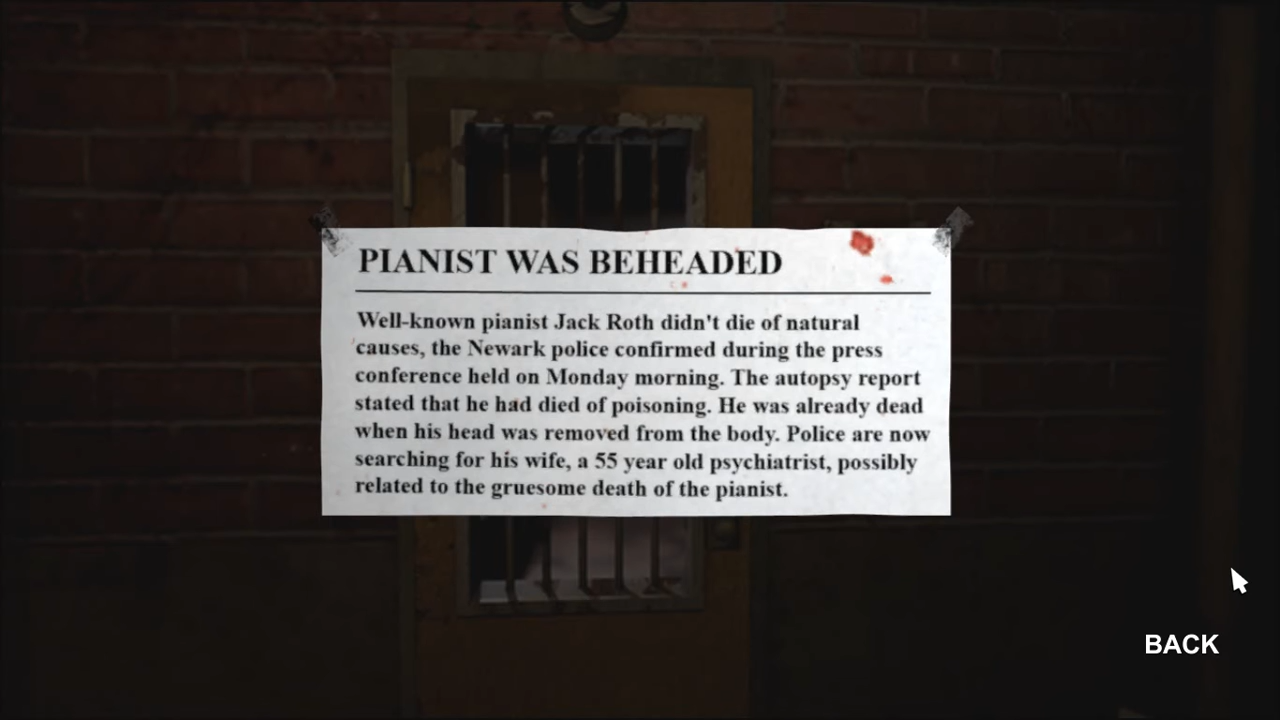 PIANIST WAS BEHEADED
Well-known pianist Jack Roth didn't die of natural
causes, the Newark police confirmed during the press
conference held on Monday morning. The autopsy report
stated that he had died of poisoning. He was already dead
when his head was removed from the body. Police are now
searching for his wife, a 55 year old psychiatrist, possibly
related to the gruesome death of the pianist.
BACK